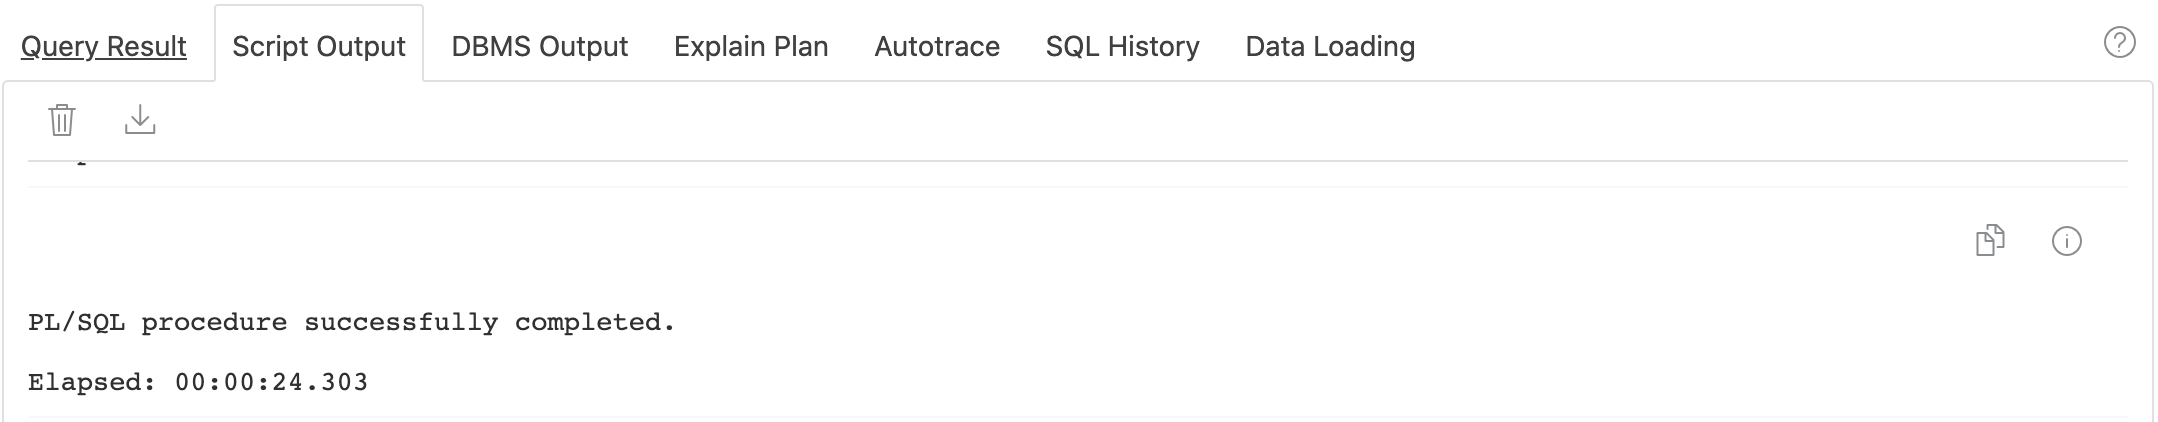 Query Result Script Output DBMS Output Explain Plan Autotrace SQL History Data Loading
PL/SQL procedure successfully completed.
Elapsed: 00:00:24.303